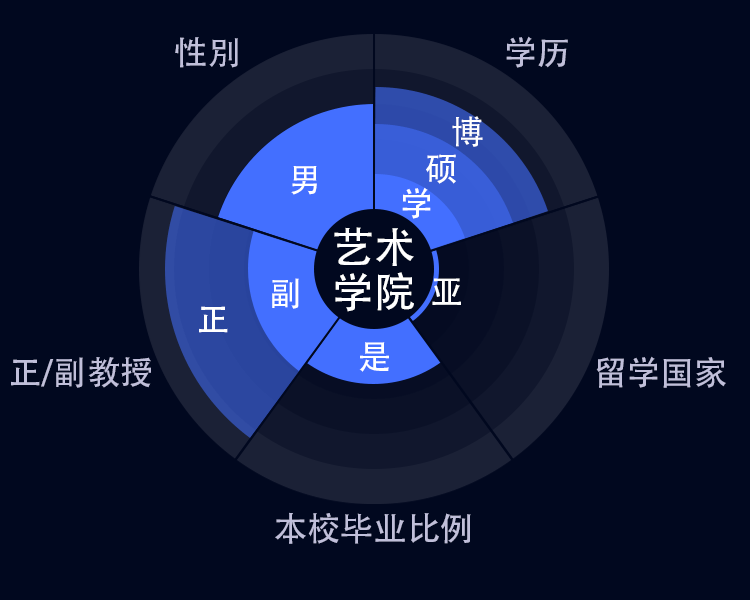 性別
学历
博
硕
学
男
艺术
学院
亚
副
正
是
正/副教授
留学国家
本校毕业比例